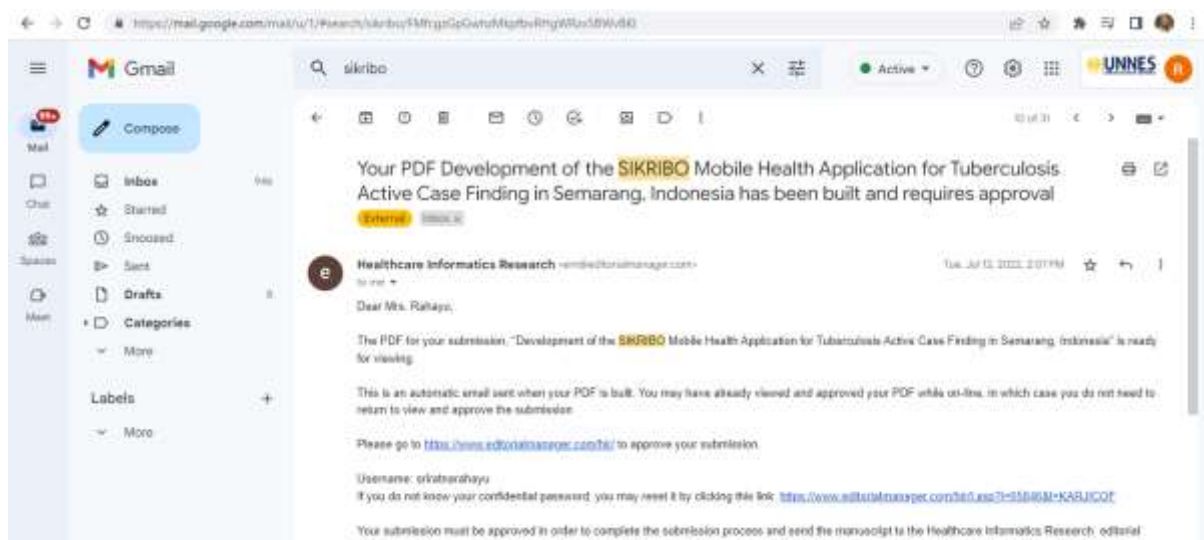 Gmail
sikribo
Active
UNNES
R
99+
Mail
Compose
Chat
Spaces
Meet
Inbox
Starred
Snoozed
Sent
Drafts
Categories
More
Labels
More
Your PDF Development of the SIKRIBO Mobile Health Application for Tuberculosis
Active Case Finding in Semarang, Indonesia has been built and requires approval
External Inbox x
e
Healthcare Informatics Research
to me
Dear Mrs. Rahayu,
The PDF for your submission, "Development of the SIKRIBO Mobile Health Application for Tuberculosis Active Case Finding in Semarang, Indonesia" is ready
for viewing.
This is an automatic email sent when your PDF is built. You may have already viewed and approved your PDF while on-line, in which case you do not need to
return to view and approve the submission.
Please go to https://www.editorialmanager.com/hir/ to approve your submission.
Username: sriratnarahayu
If you do not know your confidential password, you may reset it by clicking this link:
Your submission must be approved in order to complete the submission process and send the manuscript to the Healthcare Informatics Research editorial